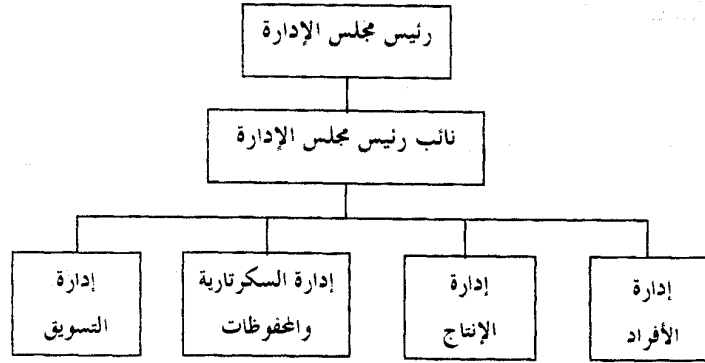 رئيس مجلس الإدارة
نائب رئيس مجلس الإدارة
إدارة
الأفراد
إدارة
الإنتاج
إدارة السكرتارية
والمحفوظات
إدارة
التسويق